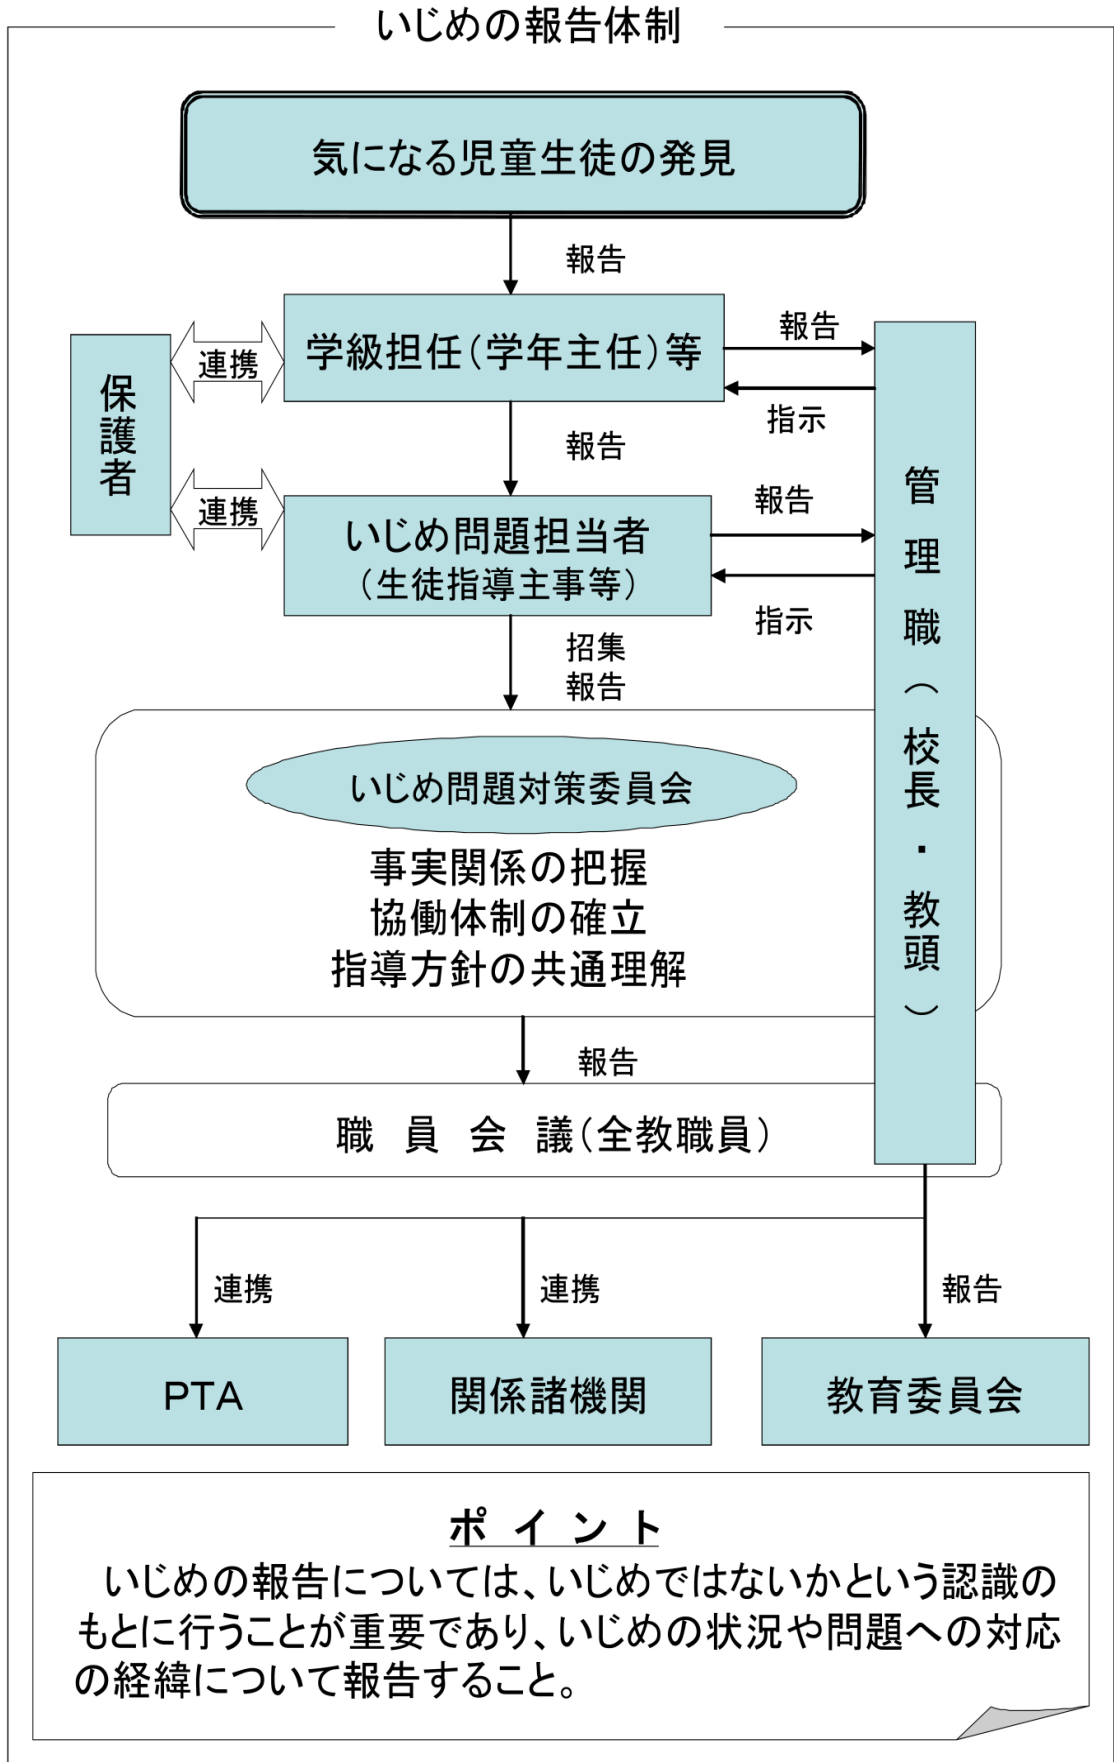 いじめの報告体制
気になる児童生徒の発見
報告
学級担任(学年主任)等
報告
指示
連携
保護者
報告
連携
いじめ問題担当者
(生徒指導主事等)
報告
指示
管理職(校長・教頭)
招集
報告
いじめ問題対策委員会
事実関係の把握
協働体制の確立
指導方針の共通理解
報告
職 員 会 議(全教職員)
連携
連携
報告
PTA
関係諸機関
教育委員会
ポ イ ン ト
いじめの報告については、いじめではないかという認識の
もとに行うことが重要であり、いじめの状況や問題への対応
の経緯について報告すること。